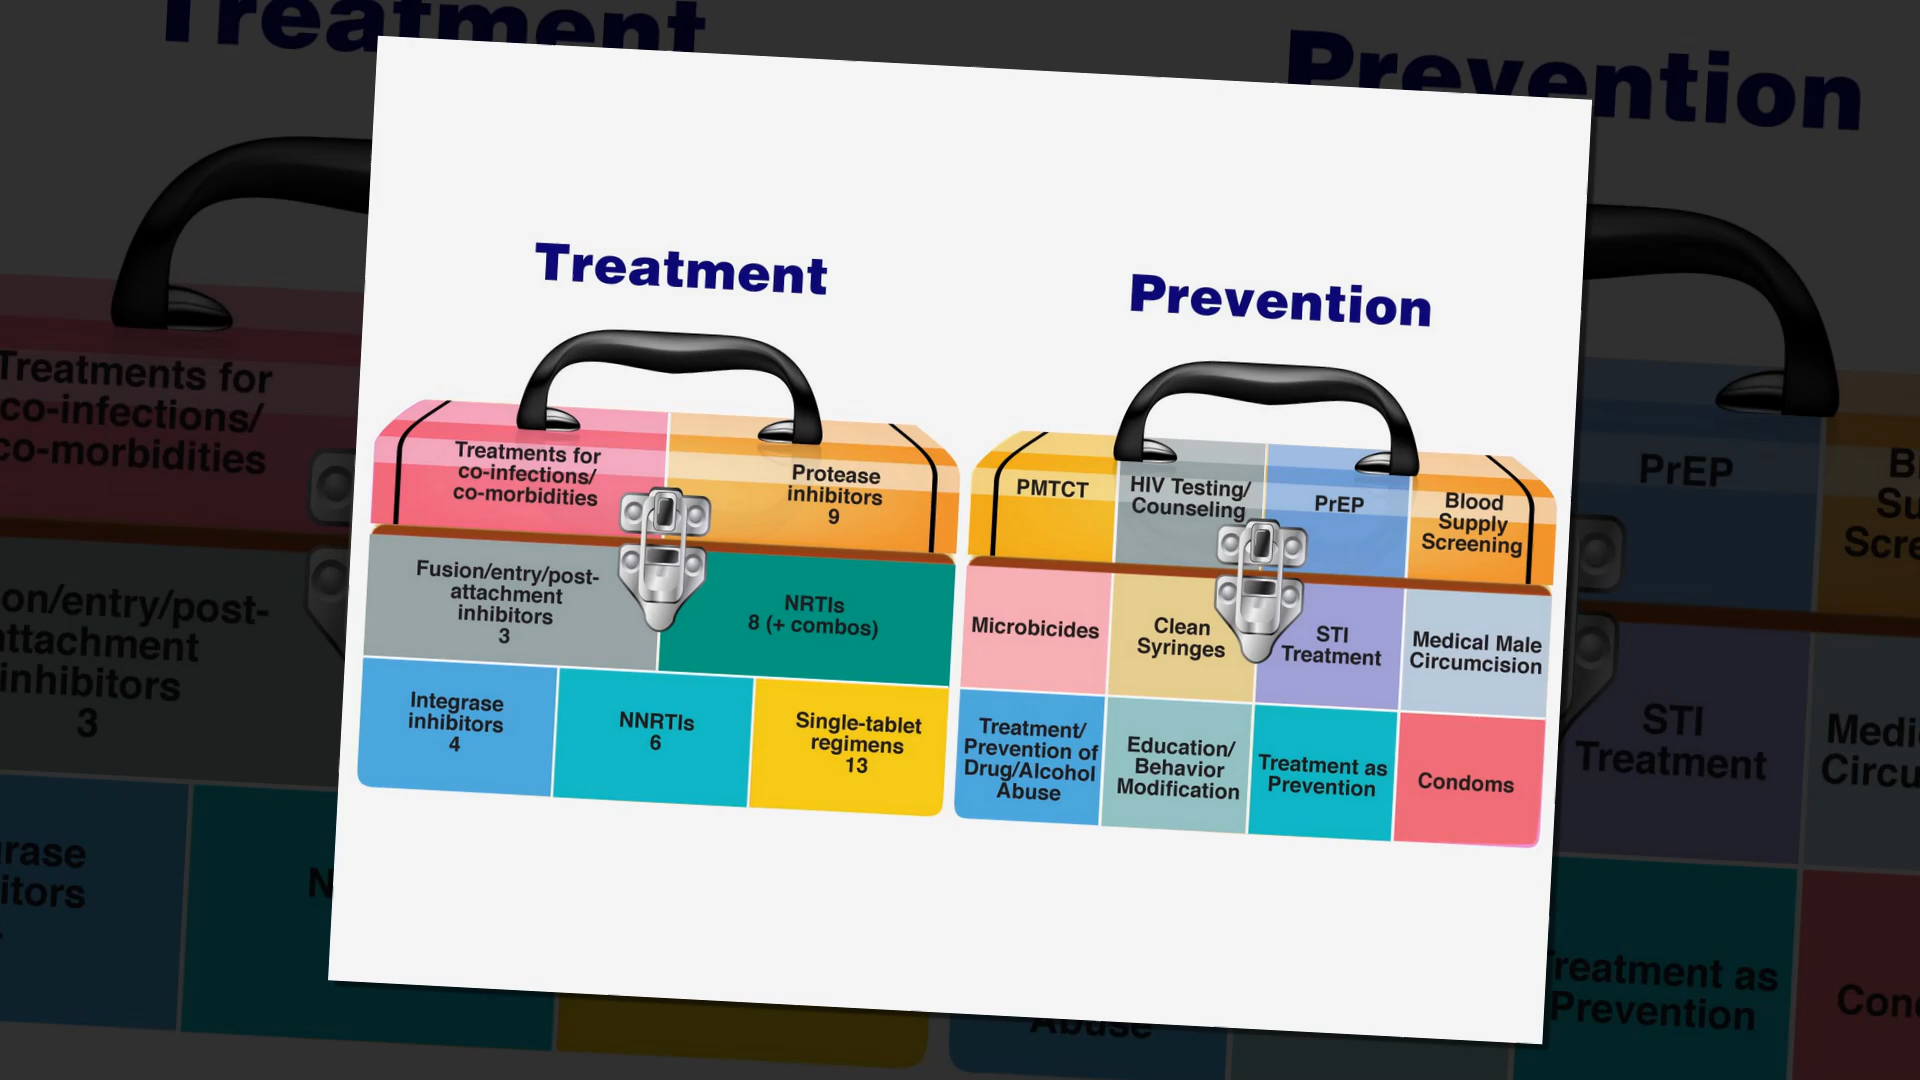 Treatment
Treatments for
co-infections/
co-morbidities
Protease
inhibitors
9
Fusion/entry/post-
attachment
inhibitors
3
NRTIs
8 (+ combos)
Integrase
inhibitors
4
NNRTIs
6
Single-tablet
regimens
13
Prevention
PMTCT
HIV Testing/
Counseling
PrEP
Blood
Supply
Screening
Microbicides
Clean
Syringes
STI
Treatment
Medical Male
Circumcision
Treatment/
Prevention of
Drug/Alcohol
Abuse
Education/
Behavior
Modification
Treatment as
Prevention
Condoms